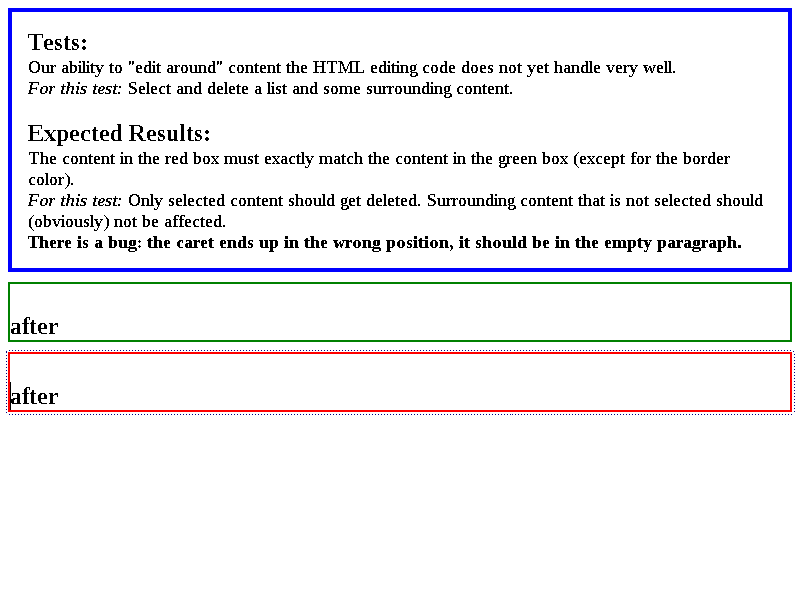 Tests:
Our ability to "edit around" content the HTML editing code does not yet handle very well.
For this test: Select and delete a list and some surrounding content.
Expected Results:
The content in the red box must exactly match the content in the green box (except for the border
color).
For this test: Only selected content should get deleted. Surrounding content that is not selected should
(obviously) not be affected.
There is a bug: the caret ends up in the wrong position, it should be in the empty paragraph.
after
after